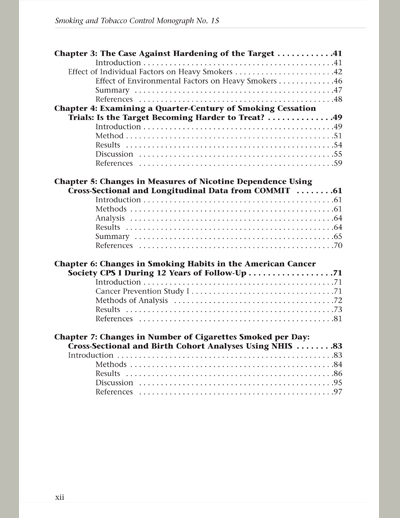 Smoking and Tobacco Control Monograph No. 15
Chapter 3: The Case Against Hardening of the Target . . . . . . . . . . . .41
Introduction . . . . . . . . . . . . . . . . . . . . . . . . . . . . . . . . . . . . .41
Effect of Individual Factors on Heavy Smokers . . . . . . . . . . . . . . . . . . .42
Effect of Environmental Factors on Heavy Smokers . . . . . . . . . . .46
Summary . . . . . . . . . . . . . . . . . . . . . . . . . . . . . . . . . . . . . .47
References . . . . . . . . . . . . . . . . . . . . . . . . . . . . . . . . . . . . . .48
Chapter 4: Examining a Quarter-Century of Smoking Cessation
Trials: Is the Target Becoming Harder to Treat? . . . . . . . . . . . . . .49
Introduction . . . . . . . . . . . . . . . . . . . . . . . . . . . . . . . . . . . . .49
Method . . . . . . . . . . . . . . . . . . . . . . . . . . . . . . . . . . . . . . . .51
Results . . . . . . . . . . . . . . . . . . . . . . . . . . . . . . . . . . . . . . . .54
Discussion . . . . . . . . . . . . . . . . . . . . . . . . . . . . . . . . . . . . . .55
References . . . . . . . . . . . . . . . . . . . . . . . . . . . . . . . . . . . . . .59
Chapter 5: Changes in Measures of Nicotine Dependence Using
Cross-Sectional and Longitudinal Data from COMMIT . . . . . . . .61
Introduction . . . . . . . . . . . . . . . . . . . . . . . . . . . . . . . . . . . . .61
Methods . . . . . . . . . . . . . . . . . . . . . . . . . . . . . . . . . . . . . . .61
Analysis . . . . . . . . . . . . . . . . . . . . . . . . . . . . . . . . . . . . . . .64
Results . . . . . . . . . . . . . . . . . . . . . . . . . . . . . . . . . . . . . . . .64
Summary . . . . . . . . . . . . . . . . . . . . . . . . . . . . . . . . . . . . . .65
References . . . . . . . . . . . . . . . . . . . . . . . . . . . . . . . . . . . . . .70
Chapter 6: Changes in Smoking Habits in the American Cancer
Society CPS I During 12 Years of Follow-Up . . . . . . . . . . . . . . . . .71
Introduction . . . . . . . . . . . . . . . . . . . . . . . . . . . . . . . . . . . . .71
Cancer Prevention Study I . . . . . . . . . . . . . . . . . . . . . . . . . . .71
Methods of Analysis . . . . . . . . . . . . . . . . . . . . . . . . . . . . . . .72
Results . . . . . . . . . . . . . . . . . . . . . . . . . . . . . . . . . . . . . . . .73
References . . . . . . . . . . . . . . . . . . . . . . . . . . . . . . . . . . . . . .81
Chapter 7: Changes in Number of Cigarettes Smoked per Day:
Cross-Sectional and Birth Cohort Analyses Using NHIS . . . . . . . .83
Introduction . . . . . . . . . . . . . . . . . . . . . . . . . . . . . . . . . . . . . . . . . .83
Methods . . . . . . . . . . . . . . . . . . . . . . . . . . . . . . . . . . . . . . .84
Results . . . . . . . . . . . . . . . . . . . . . . . . . . . . . . . . . . . . . . . .86
Discussion . . . . . . . . . . . . . . . . . . . . . . . . . . . . . . . . . . . . . .95
References . . . . . . . . . . . . . . . . . . . . . . . . . . . . . . . . . . . . . .97
xii